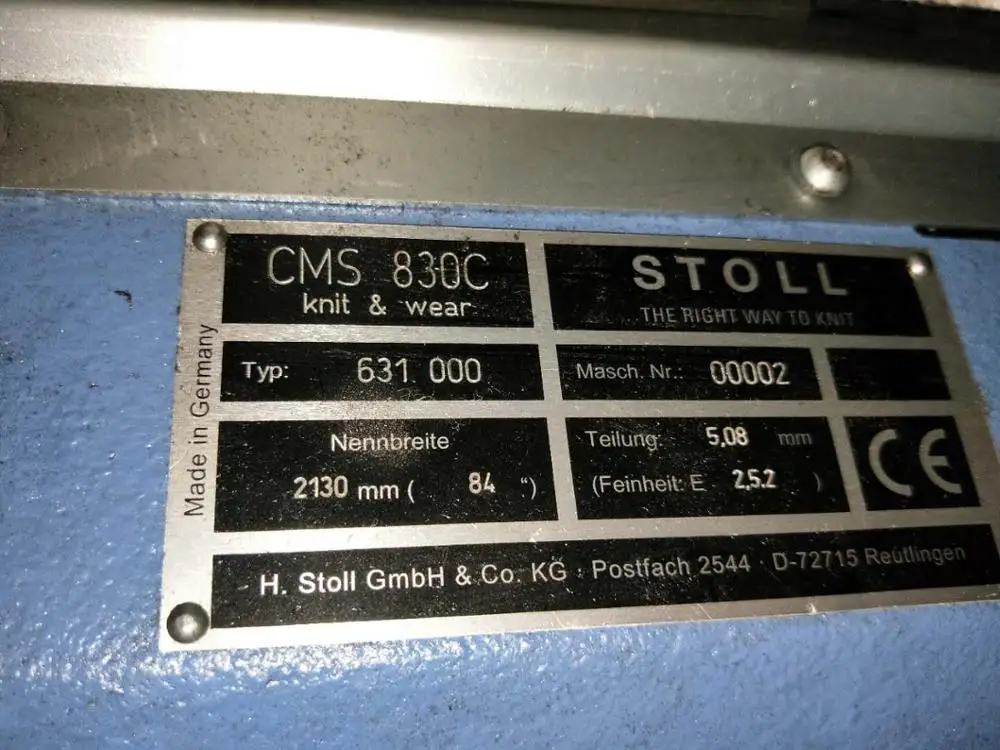 CMS 830C
knit & wear
STOLL
THE RIGHT WAY TO KNIT
Made in Germany
Typ: 631 000
Masch. Nr.: 00002
Nennbreite
2130 mm ( 84 ")
Teilung: 5,08 mm
(Feinheit: E 2,5.2 )
CE
H. Stoll GmbH & Co. KG · Postfach 2544 · D-72715 Reutlingen